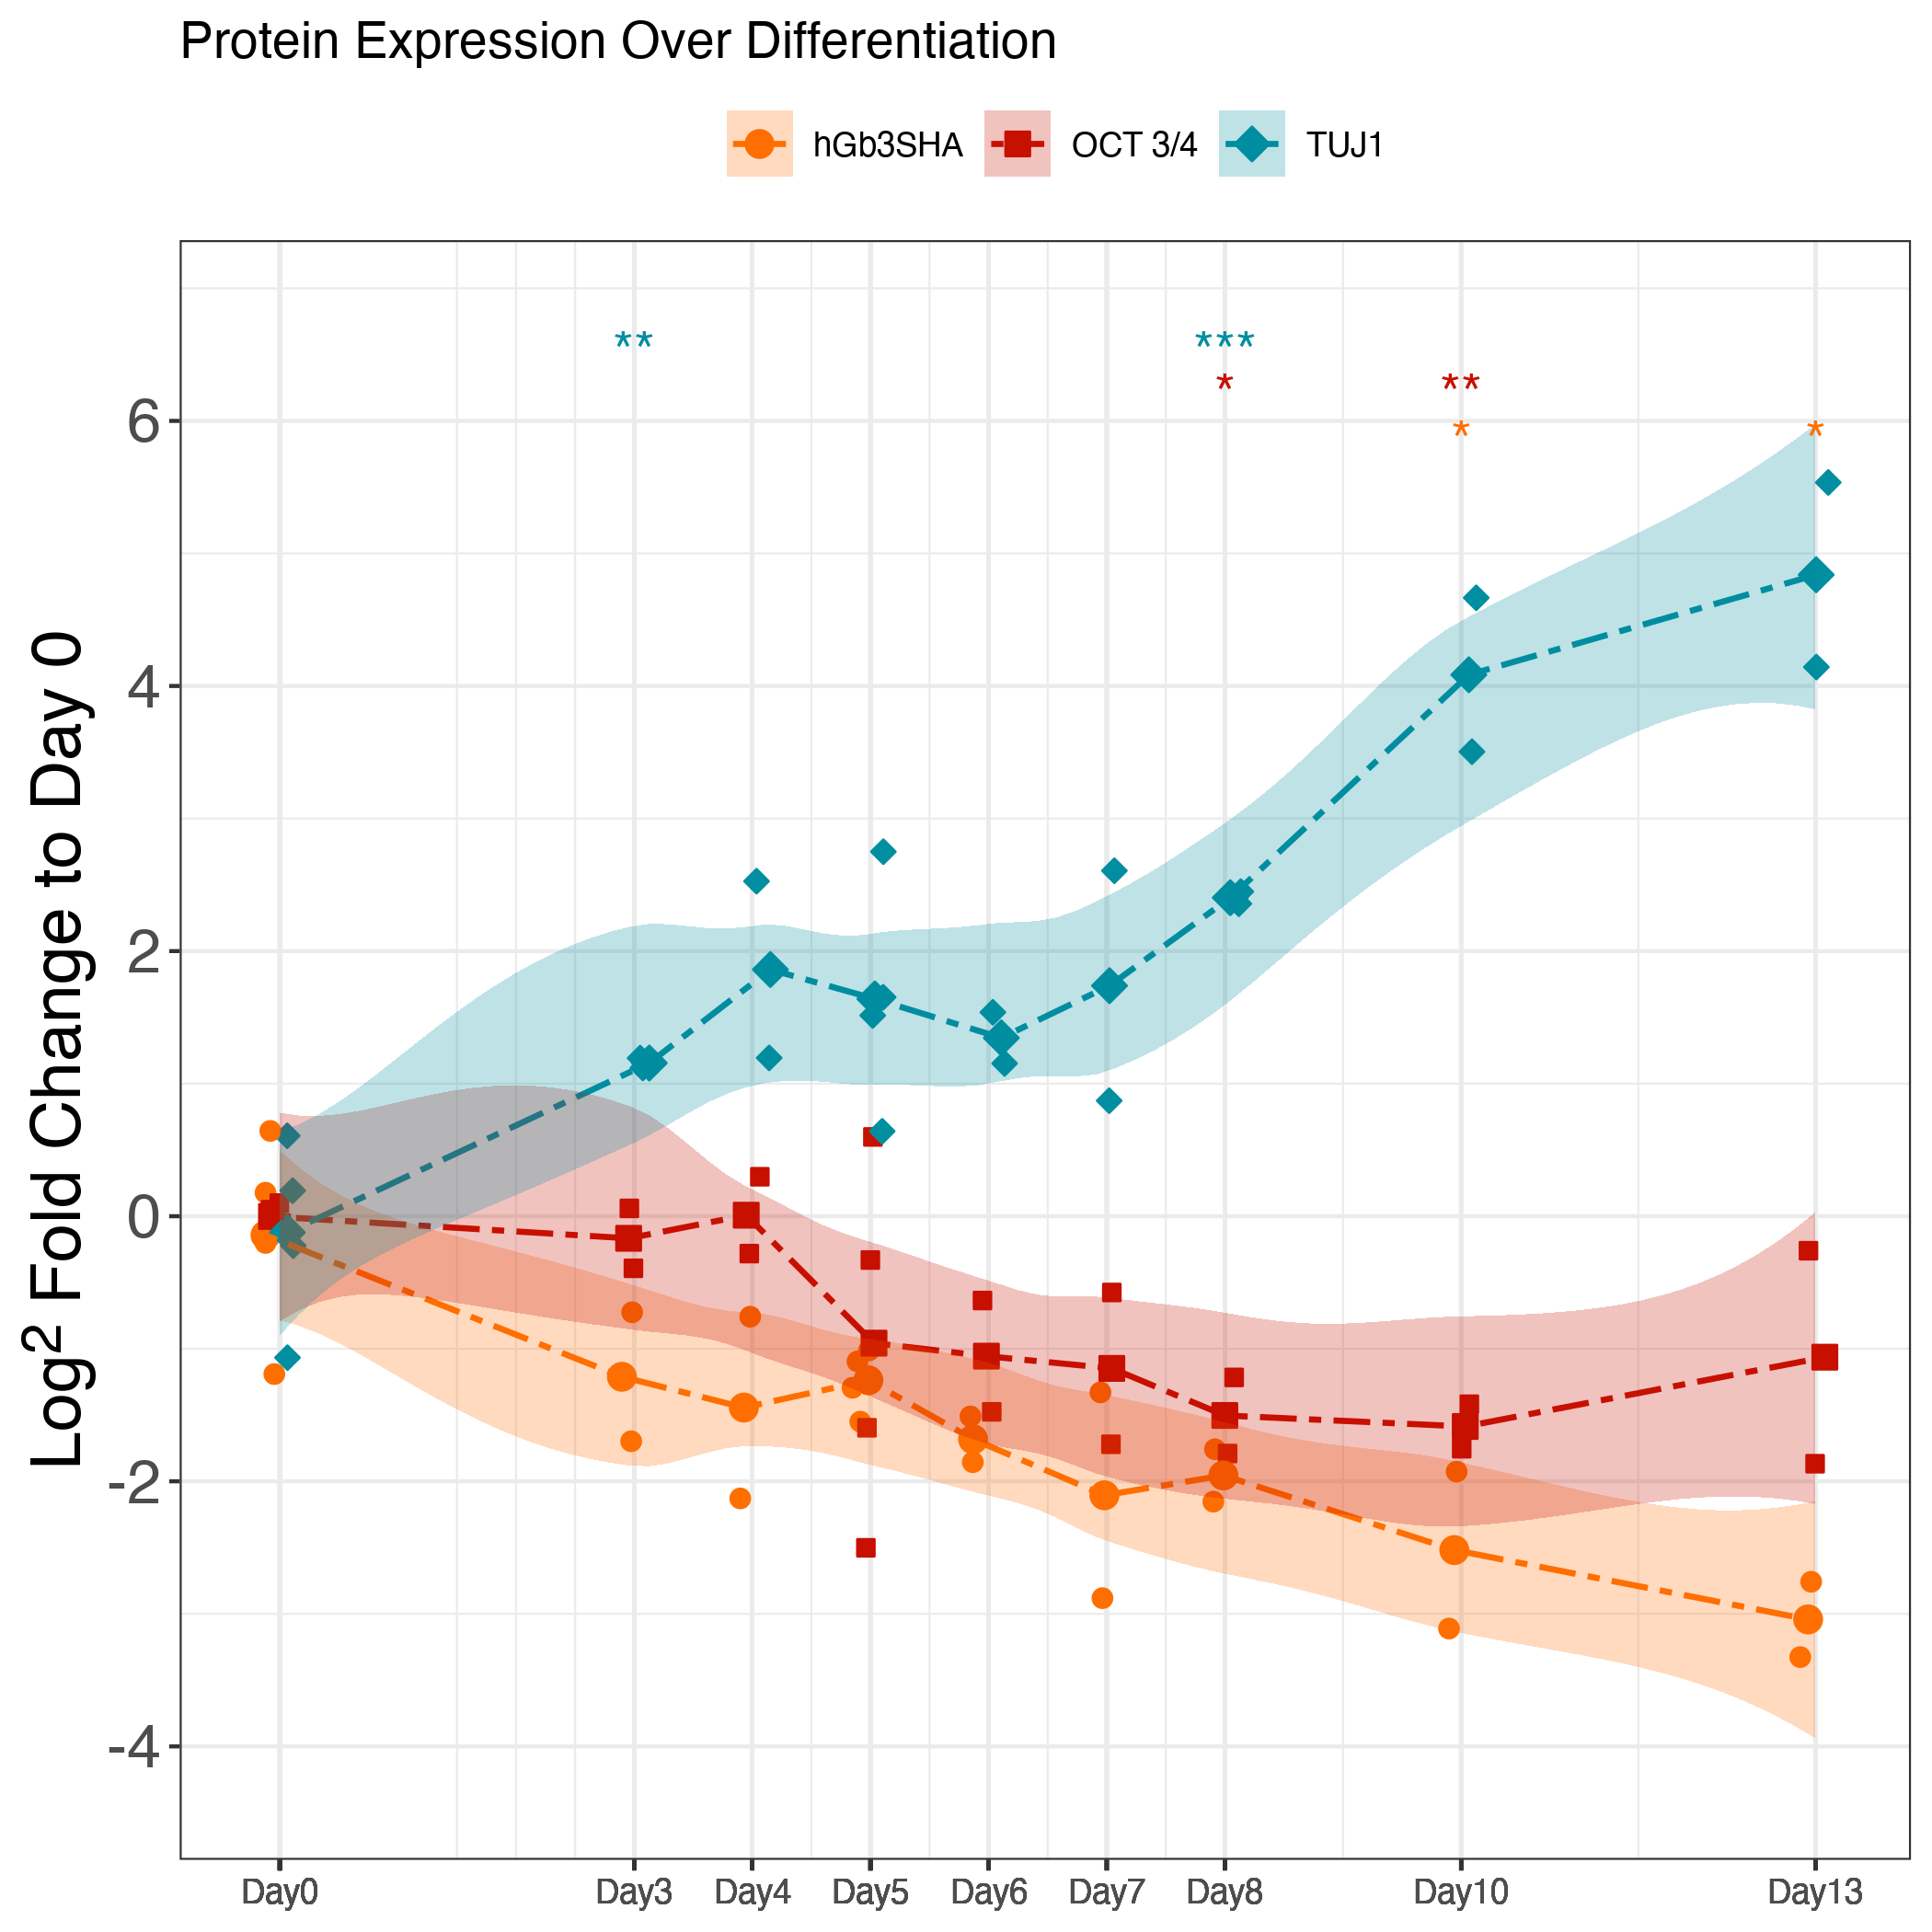 Protein Expression Over Differentiation
hGb3SHA OCT 3/4 TUJ1
Log² Fold Change to Day 0
** ***
* **
* *
6
4
2
0
-2
-4
Day0 Day3 Day4 Day5 Day6 Day7 Day8 Day10 Day13